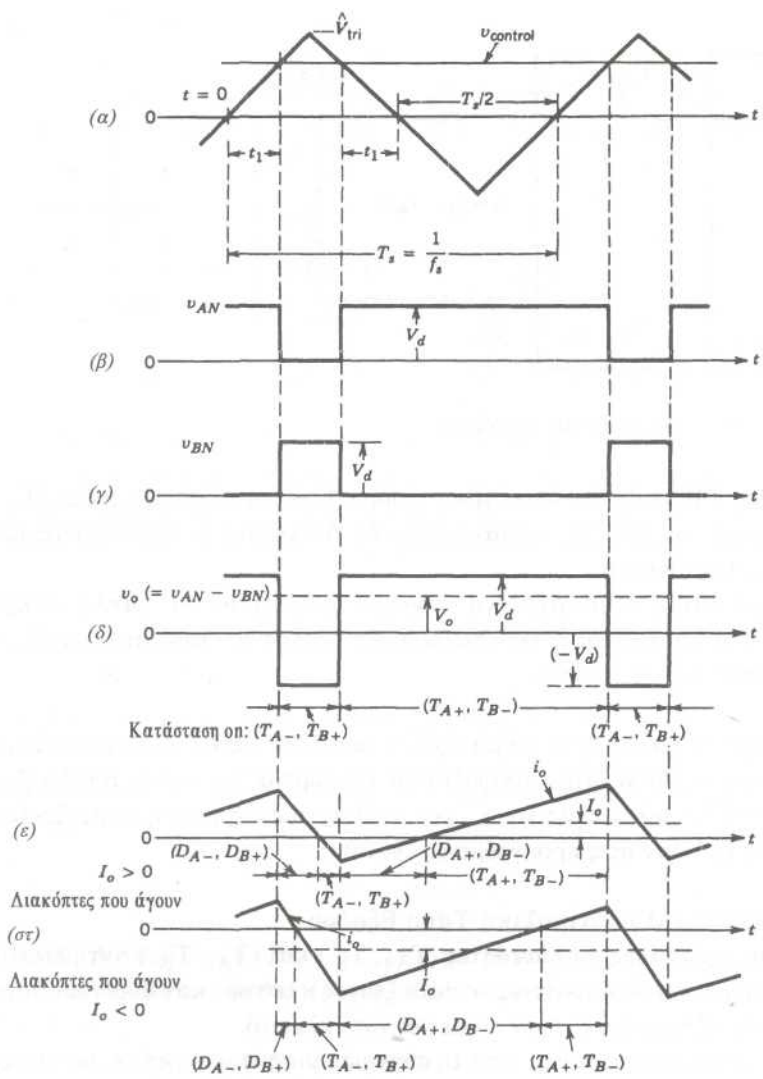 V̂tri
υcontrol
t = 0
Ts/2
(α) 0 t
t1 t1
Ts = 1/fs
υAN
Vd
(β) 0 t
υBN
Vd
(γ) 0 t
υo (= υAN − υBN)
Vo Vd
(δ) 0 t
(−Vd)
(TA+, TB−)
Κατάσταση on: (TA−, TB+) (TA−, TB+)
io
Io
(ε) 0 t
(DA−, DB+) (DA+, DB−)
Io > 0 (TA+, TB−)
Διακόπτες που άγουν (TA−, TB+)
(στ) 0 io t
Διακόπτες που άγουν Io
Io < 0 (DA+, DB−)
(DA−, DB+) (TA−, TB+) (TA+, TB−)